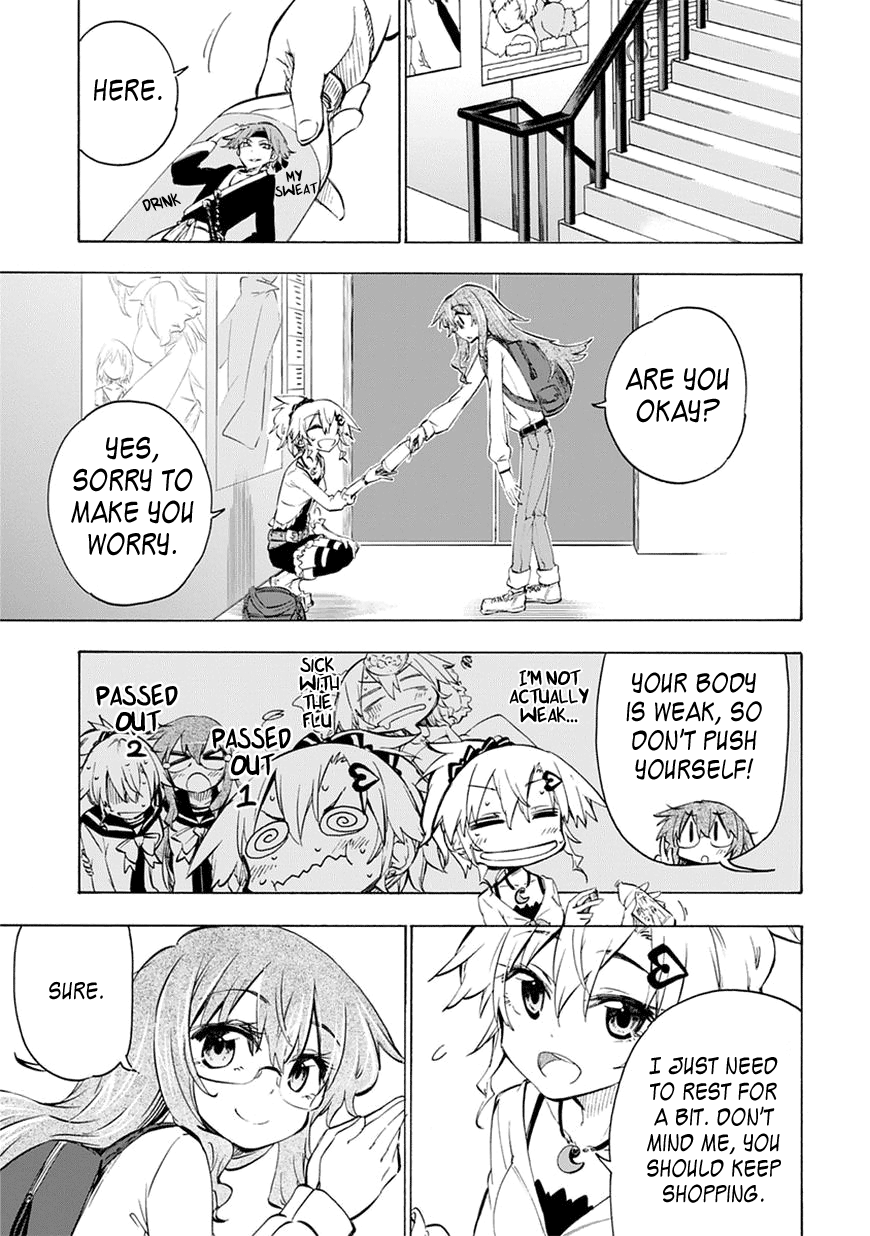 HERE.
MY
SWEAT
DRINK
ARE YOU
OKAY?
YES,
SORRY TO
MAKE YOU
WORRY.
YOUR BODY
IS WEAK, SO
DON'T PUSH
YOURSELF!
I'M NOT
ACTUALLY
WEAK...
SICK
WITH
THE
FLU
PASSED
OUT
1
PASSED
OUT
2
I JUST NEED
TO REST FOR
A BIT. DON'T
MIND ME, YOU
SHOULD KEEP
SHOPPING.
SURE.